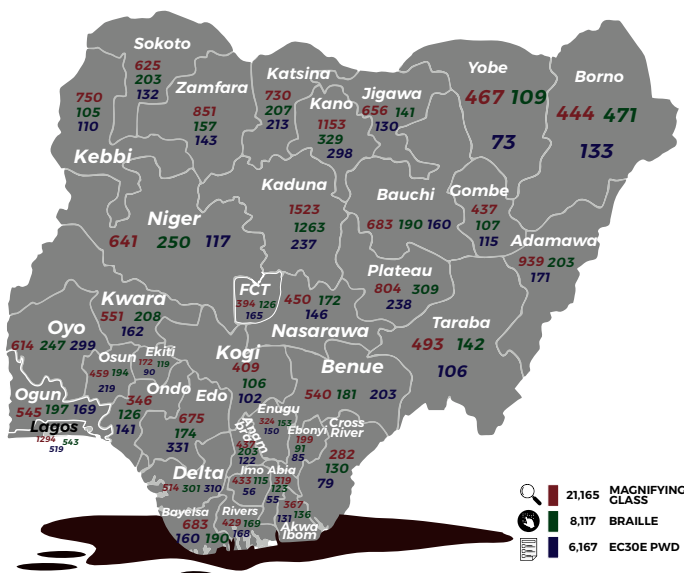 Sokoto
625
203
132
Katsina
730
207
213
Yobe
467 109
73
Borno
444 471
133
750
105
110
Kebbi
Zamfara
851
157
143
Kano
1153
329
298
Jigawa
656 141
130
Kaduna
1523
1263
237
Bauchi
683 190 160
Gombe
437
107
115
Niger
641 250 117
Adamawa
939 203
171
Plateau
804 309
238
FCT
394 126
165
450 172
146
Nasarawa
Kwara
551 208
162
Taraba
493 142
106
Oyo
614 247 299
Osun
459 194
219
Ekiti
172 119
90
Kogi
409
106
102
Benue
540 181 203
Ogun
545 197 169
Ondo
346
126
141
Edo
675
174
331
Lagos
1294 543
519
Enugu
324 153
150
Anam
bra
437
203
122
Ebonyi
199
91
85
Cross
River
282
130
79
Delta
514 301 310
Imo
433 115
56
Abia
319
123
55
Bayelsa
683
160 190
Rivers
429 169
168
367
136
131
Akwa
Ibom
21,165 MAGNIFYING
GLASS
8,117 BRAILLE
6,167 EC30E PWD